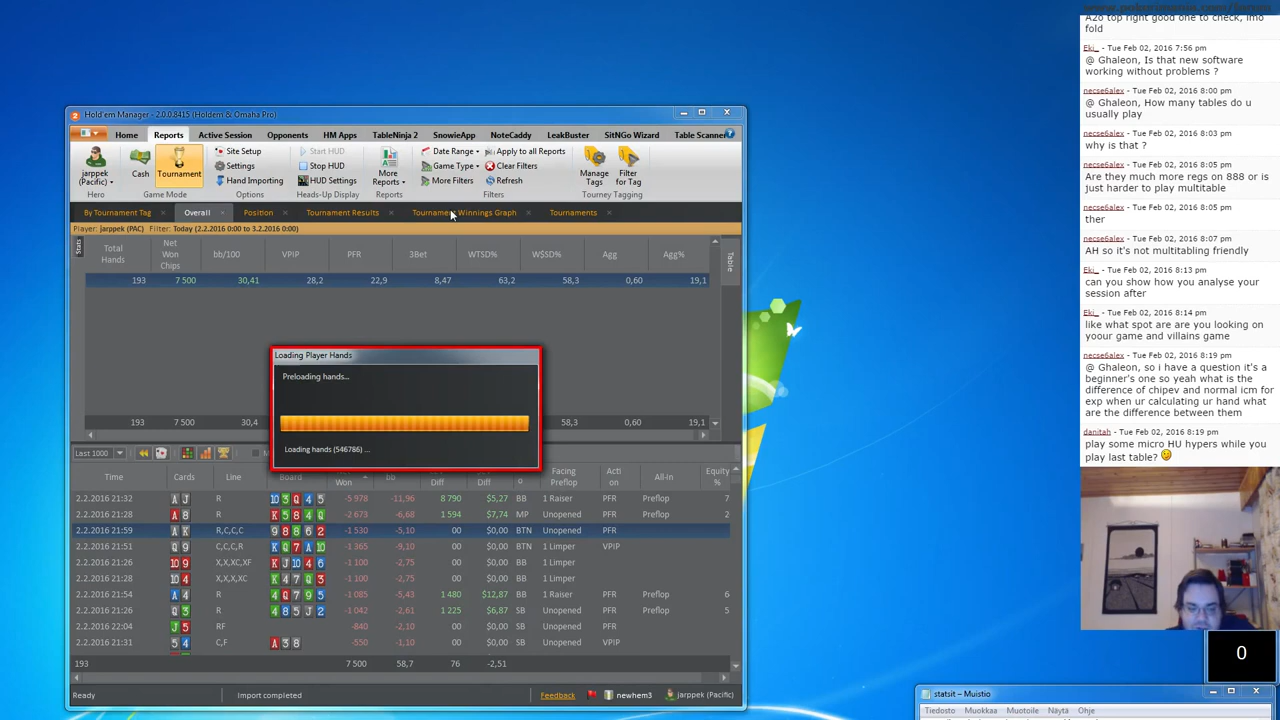 www.pokerommus.com/forum
A2o top right good one to check, imo
fold
Eki_ - Tue Feb 02, 2016 7:56 pm
@ Ghaleon, Is that new software
working without problems ?
necse6alex - Tue Feb 02, 2016 8:00 pm
@ Ghaleon, How many tables do u
usually play
necse6alex - Tue Feb 02, 2016 8:03 pm
why is that ?
necse6alex - Tue Feb 02, 2016 8:05 pm
Are they much more regs on 888 or is
just harder to play multitable
necse6alex - Tue Feb 02, 2016 8:05 pm
ther
necse6alex - Tue Feb 02, 2016 8:07 pm
AH so it's not multitabling friendly
Eki_ - Tue Feb 02, 2016 8:13 pm
can you show how you analyse your
session after
Eki_ - Tue Feb 02, 2016 8:14 pm
like what spot are are you looking on
yoour game and villains game
necse6alex - Tue Feb 02, 2016 8:19 pm
@ Ghaleon, so i have a question it's a
beginner's one so yeah what is the
difference of chipev and normal icm for
exp when ur calculating ur hand what
are the difference between them
danitah - Tue Feb 02, 2016 8:19 pm
play some micro HU hypers while you
play last table?
Hold'em Manager - 2.0.0.8415 (Holdem & Omaha Pro)
Home Reports Active Session Opponents HM Apps TableNinja 2 SnowieApp NoteCaddy LeakBuster SitNGo Wizard Table Scanner
jarppek (Pacific) Cash Tournament Site Setup Settings Hand Importing Start HUD Stop HUD HUD Settings More Reports Date Range Game Type More Filters Apply to all Reports Clear Filters Refresh Manage Tags Filter for Tag
Hero Game Mode Options Heads-Up Display Reports Filters Tourney Tagging
By Tournament Tag Overall Position Tournament Results Tournament Winnings Graph Tournaments
Player: jarppek (PAC) Filter: Today (2.2.2016 0:00 to 3.2.2016 0:00)
Stats Total Hands Net Won Chips bb/100 VPIP PFR 3Bet WTSD% W$SD% Agg Agg% Table
193 7 500 30,41 28,2 22,9 8,47 63,2 58,3 0,60 19,1
Loading Player Hands
Preloading hands...
Loading hands (546786) ...
193 7 500 30,4 58,3 0,60 19,1
Last 1000
Time Cards Line Board Won bb Diff Diff o Facing Preflop Acti on All-In Equity %
2.2.2016 21:32 A J R 10 3 Q 4 5 -5 978 -11,96 8 790 $5,27 BB 1 Raiser PFR Preflop 7
2.2.2016 21:28 A 8 R K 5 8 4 Q -2 673 -6,68 1 594 $7,74 MP Unopened PFR Preflop 2
2.2.2016 21:59 A K R,C,C,C 9 8 8 6 2 -1 530 -5,10 00 $0,00 BTN Unopened PFR
2.2.2016 21:51 Q 9 C,C,C,R K Q 7 A 10 -1 365 -9,10 00 $0,00 BTN 1 Limper VPIP
2.2.2016 21:26 10 9 X,X,XC,XF K J 10 4 6 -1 100 -2,75 00 $0,00 BB 1 Limper
2.2.2016 21:28 10 4 X,X,X,XC K 4 7 Q 3 -1 100 -2,75 00 $0,00 BB 1 Limper
2.2.2016 21:54 A 4 R 4 Q 7 9 5 -1 085 -5,43 1 480 $12,87 BB 1 Raiser PFR Preflop 6
2.2.2016 21:26 Q 3 R 4 8 5 J 2 -1 042 -2,61 1 225 $6,87 SB Unopened PFR Preflop 5
2.2.2016 22:04 J 5 RF -840 -2,10 00 $0,00 SB Unopened PFR
2.2.2016 21:31 5 4 C,F A 3 8 -550 -1,10 00 $0,00 SB Unopened VPIP
193 7 500 58,7 76 -2,51
Ready Import completed Feedback newhem3 jarppek (Pacific)
0
statsit – Muistio
Tiedosto Muokkaa Muotoile Näytä Ohje